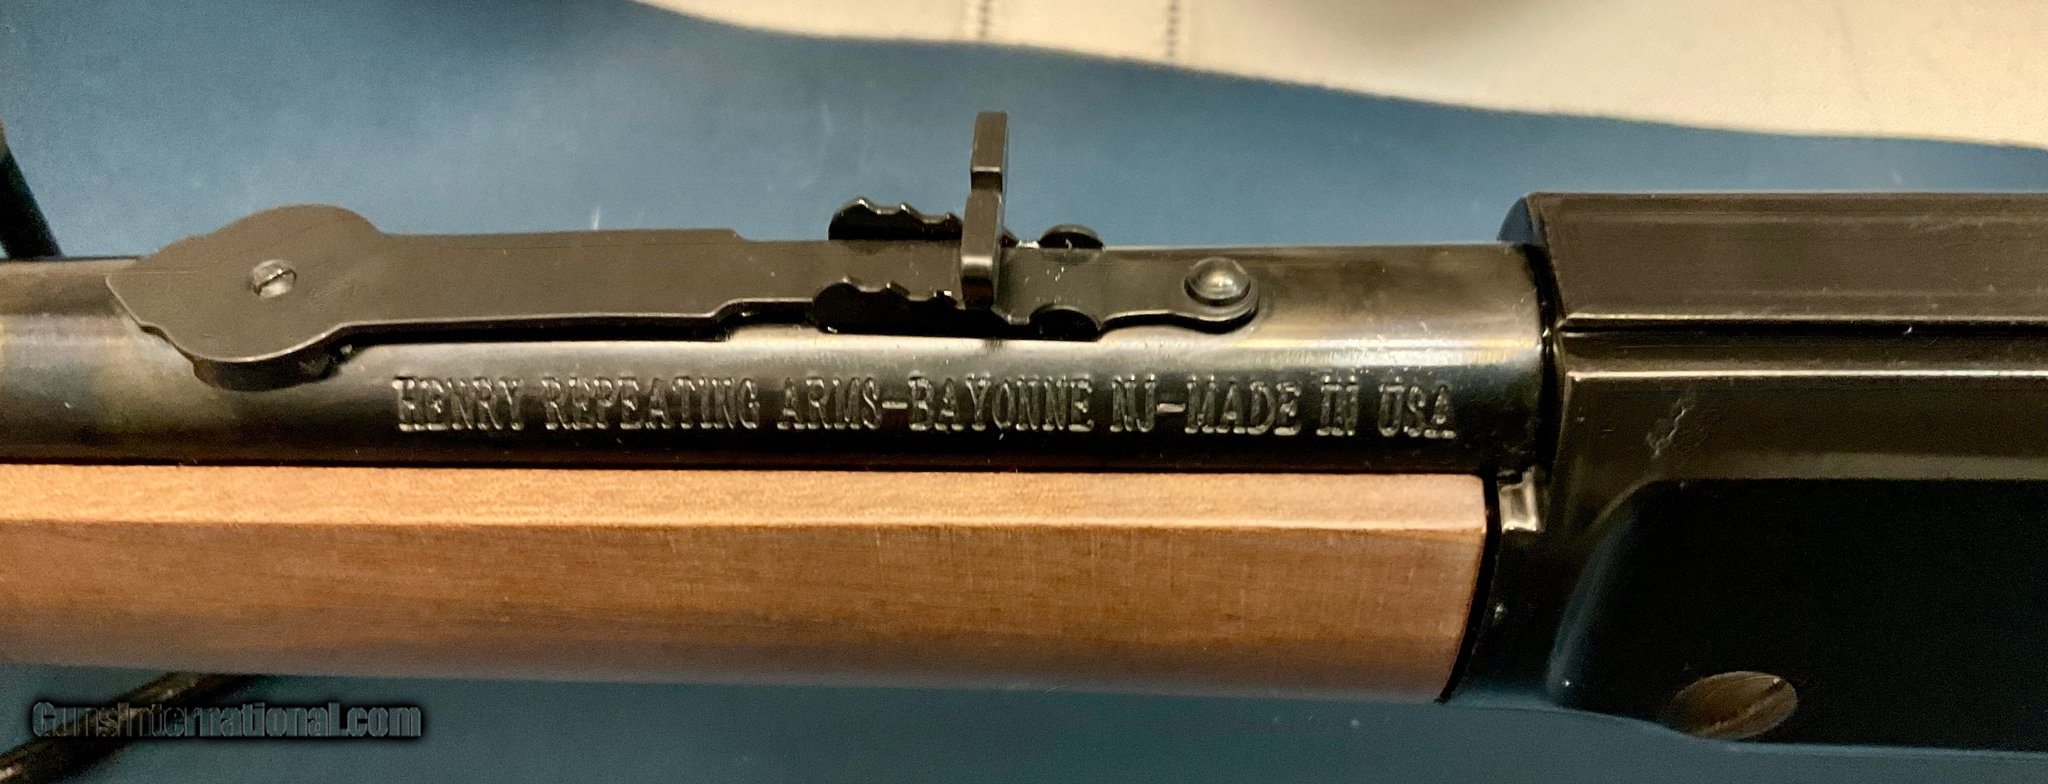 HENRY REPEATING ARMS-BAYONNE NJ-MADE IN USA
GunsInternational.com